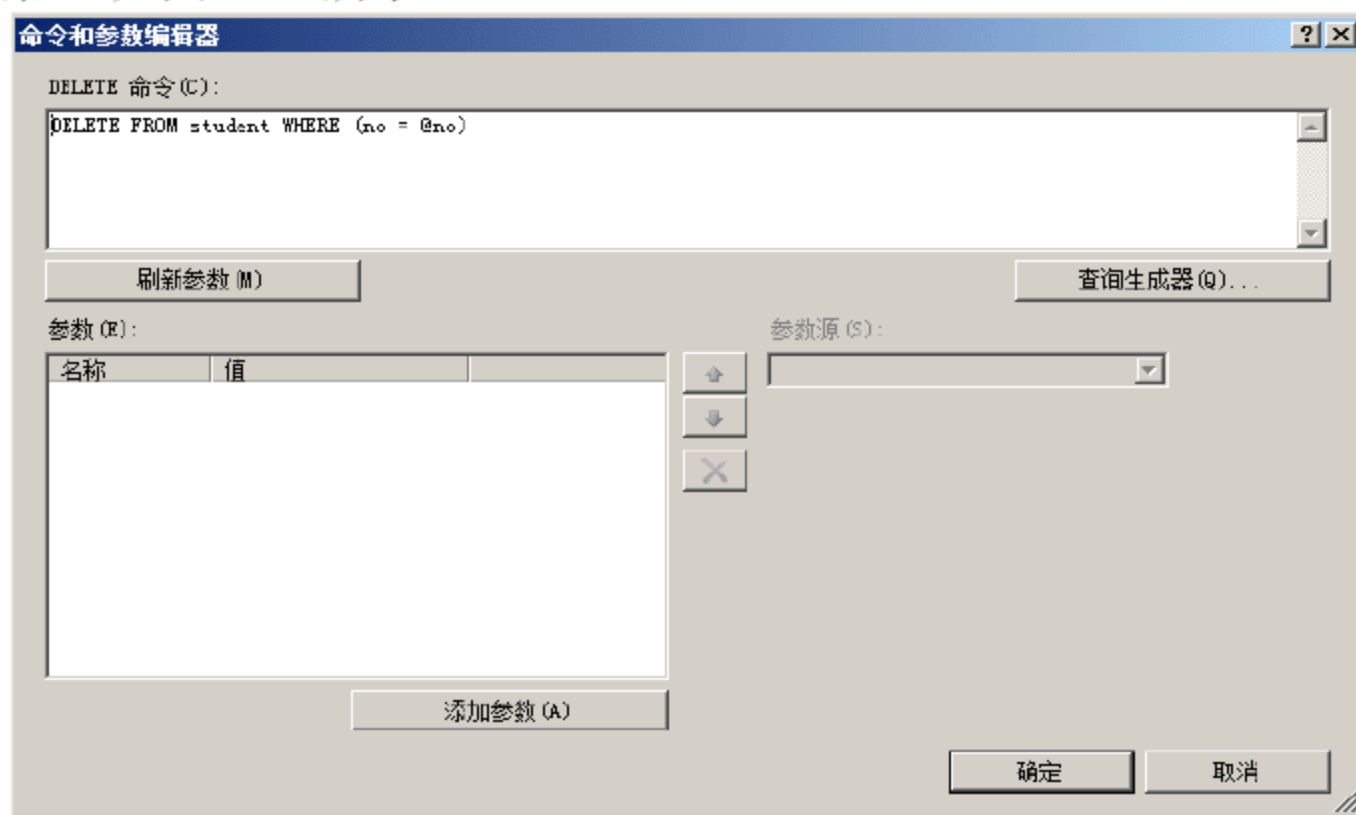 命令和参数编辑器
DELETE 命令(C):
DELETE FROM student WHERE (no = @no)
刷新参数(M)
查询生成器(Q)...
参数(E):
参数源(S):
名称 值
添加参数(A)
确定 取消